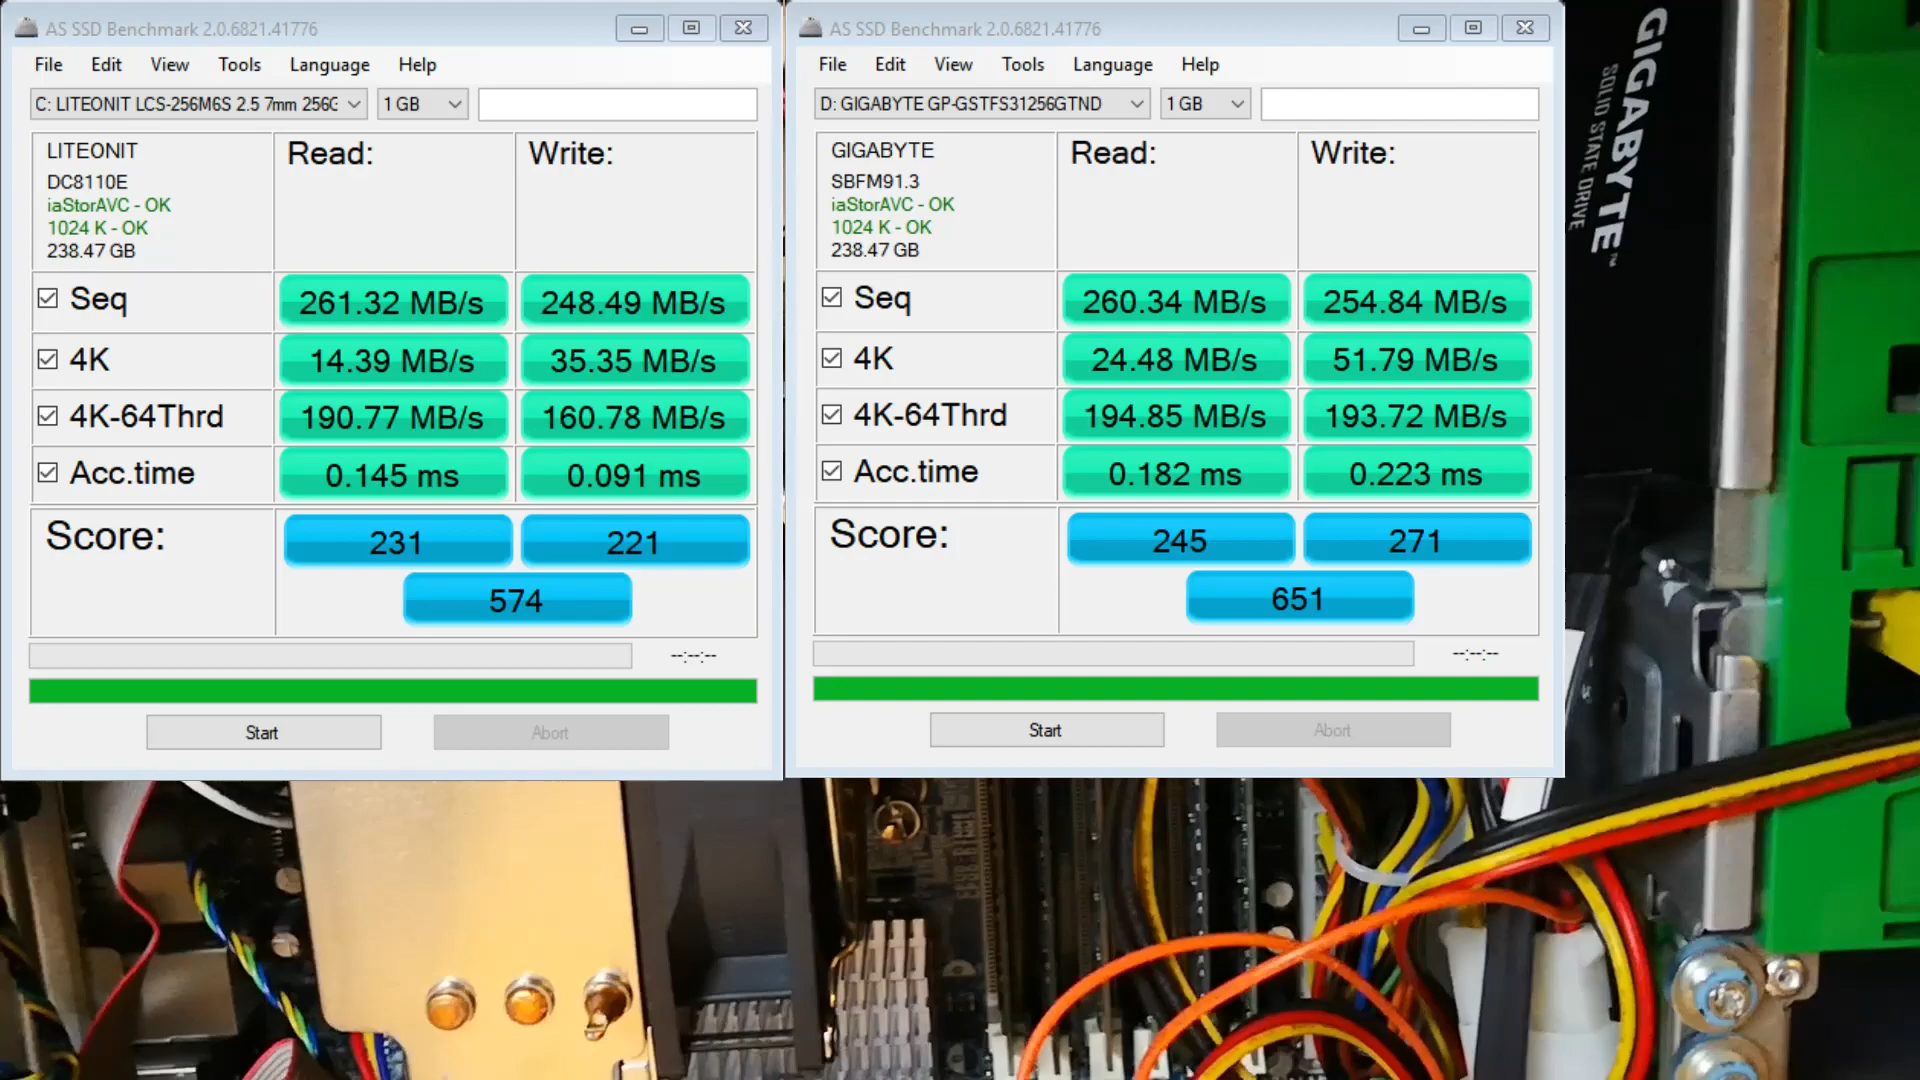 AS SSD Benchmark 2.0.6821.41776
File Edit View Tools Language Help
C: LITEONIT LCS-256M6S 2.5 7mm 256G
1 GB
LITEONIT
DC8110E
iaStorAVC - OK
1024 K - OK
238.47 GB
Read:
Write:
Seq
261.32 MB/s
248.49 MB/s
4K
14.39 MB/s
35.35 MB/s
4K-64Thrd
190.77 MB/s
160.78 MB/s
Acc.time
0.145 ms
0.091 ms
Score:
231
221
574
--:--:--
Start
Abort
AS SSD Benchmark 2.0.6821.41776
File Edit View Tools Language Help
D: GIGABYTE GP-GSTFS31256GTND
1 GB
GIGABYTE
SBFM91.3
iaStorAVC - OK
1024 K - OK
238.47 GB
Read:
Write:
Seq
260.34 MB/s
254.84 MB/s
4K
24.48 MB/s
51.79 MB/s
4K-64Thrd
194.85 MB/s
193.72 MB/s
Acc.time
0.182 ms
0.223 ms
Score:
245
271
651
--:--:--
Start
Abort
GIGABYTE™
SOLID STATE DRIVE